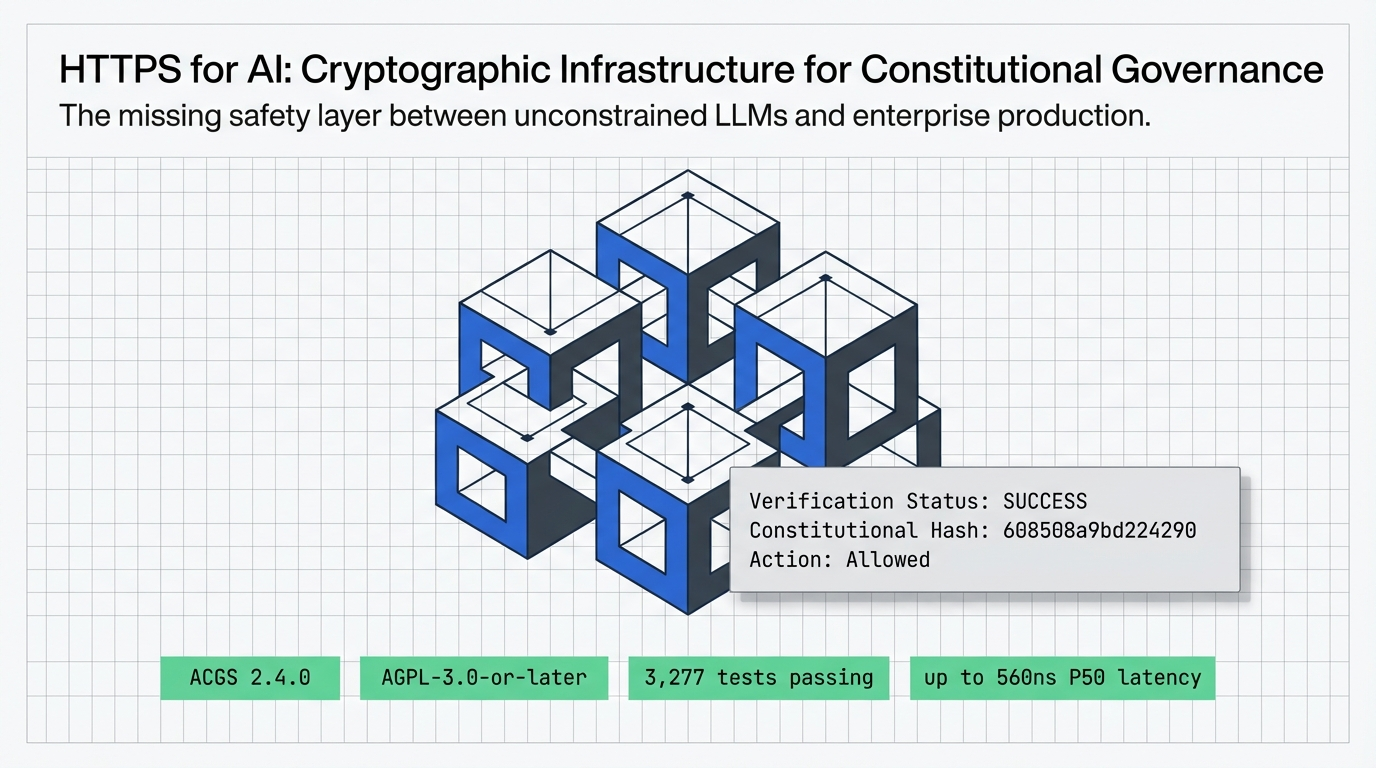 HTTPS for AI: Cryptographic Infrastructure for Constitutional Governance
The missing safety layer between unconstrained LLMs and enterprise production.
Verification Status: SUCCESS
Constitutional Hash: 608508a9bd224290
Action: Allowed
ACGS 2.4.0
AGPL-3.0-or-later
3,277 tests passing
up to 560ns P50 latency